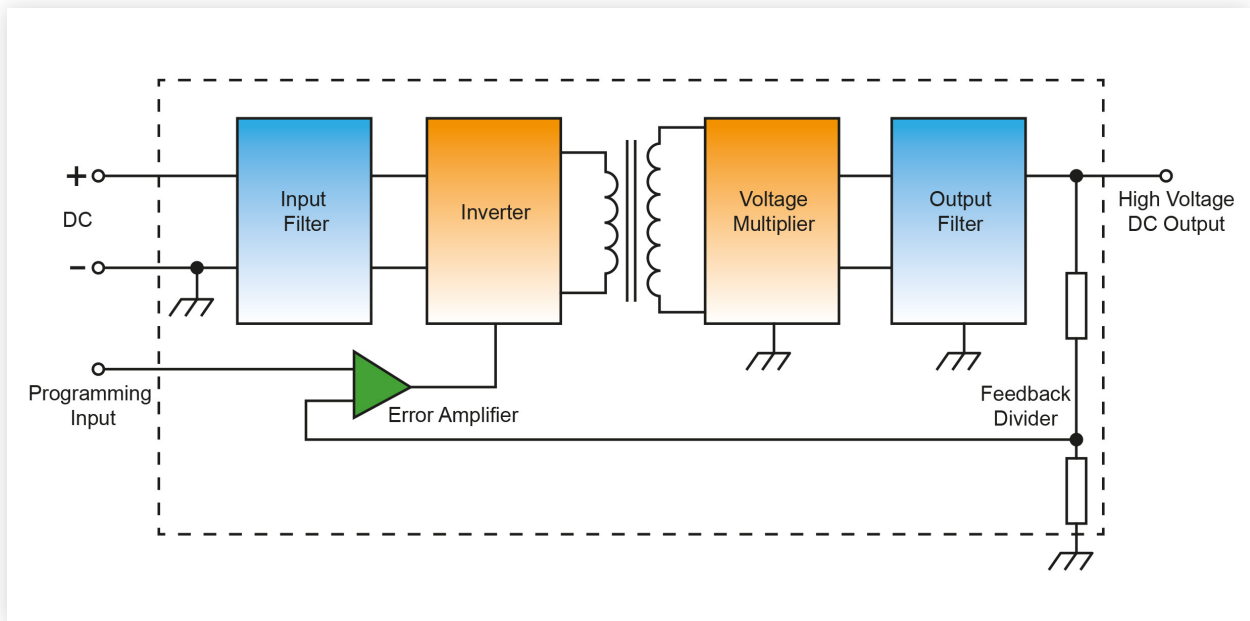 +
DC
−
Input
Filter
Inverter
Voltage
Multiplier
Output
Filter
High Voltage
DC Output
Programming
Input
Error Amplifier
Feedback
Divider